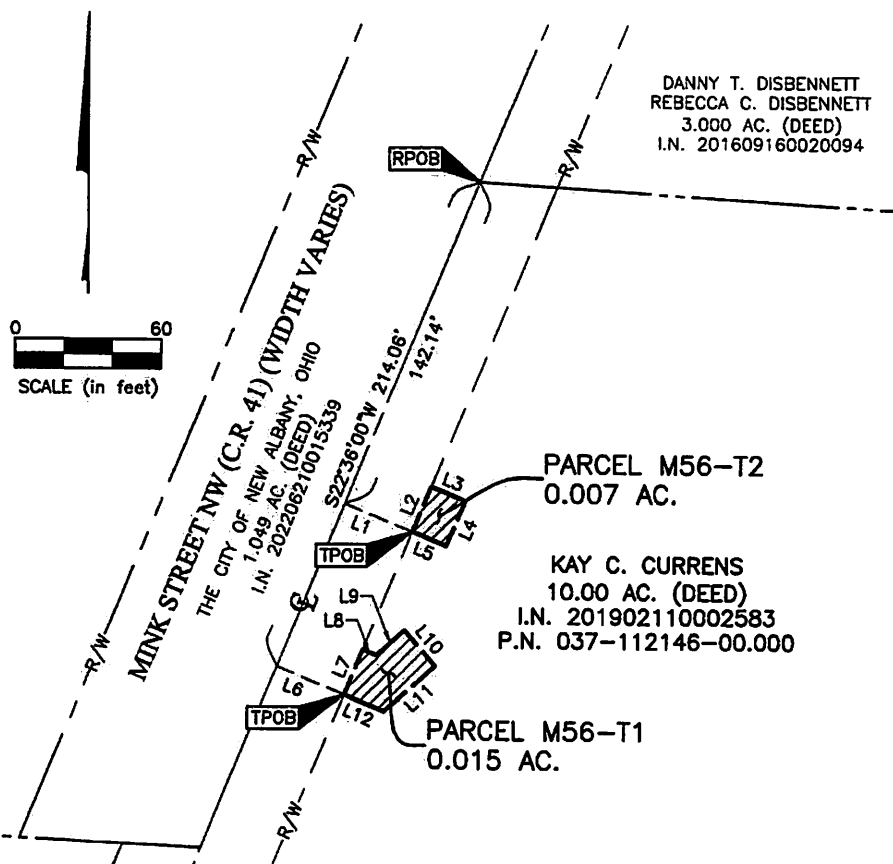 DANNY T. DISBENNETT
REBECCA C. DISBENNETT
3.000 AC. (DEED)
I.N. 201609160020094
R/W
R/W
RPOB
0 60
SCALE (in feet)
MINK STREET NW (C.R. 41) (WIDTH VARIES)
THE CITY OF NEW ALBANY, OHIO
1.049 AC. (DEED)
I.N. 202206210015339
S22°36'00"W 214.06'
142.14'
PARCEL M56-T2
0.007 AC.
L1
L2
L3
L4
L5
TPOB
KAY C. CURRENS
10.00 AC. (DEED)
I.N. 201902110002583
P.N. 037-112146-00.000
R/W
L6
L7
L8
L9
L10
L11
L12
TPOB
PARCEL M56-T1
0.015 AC.
R/W